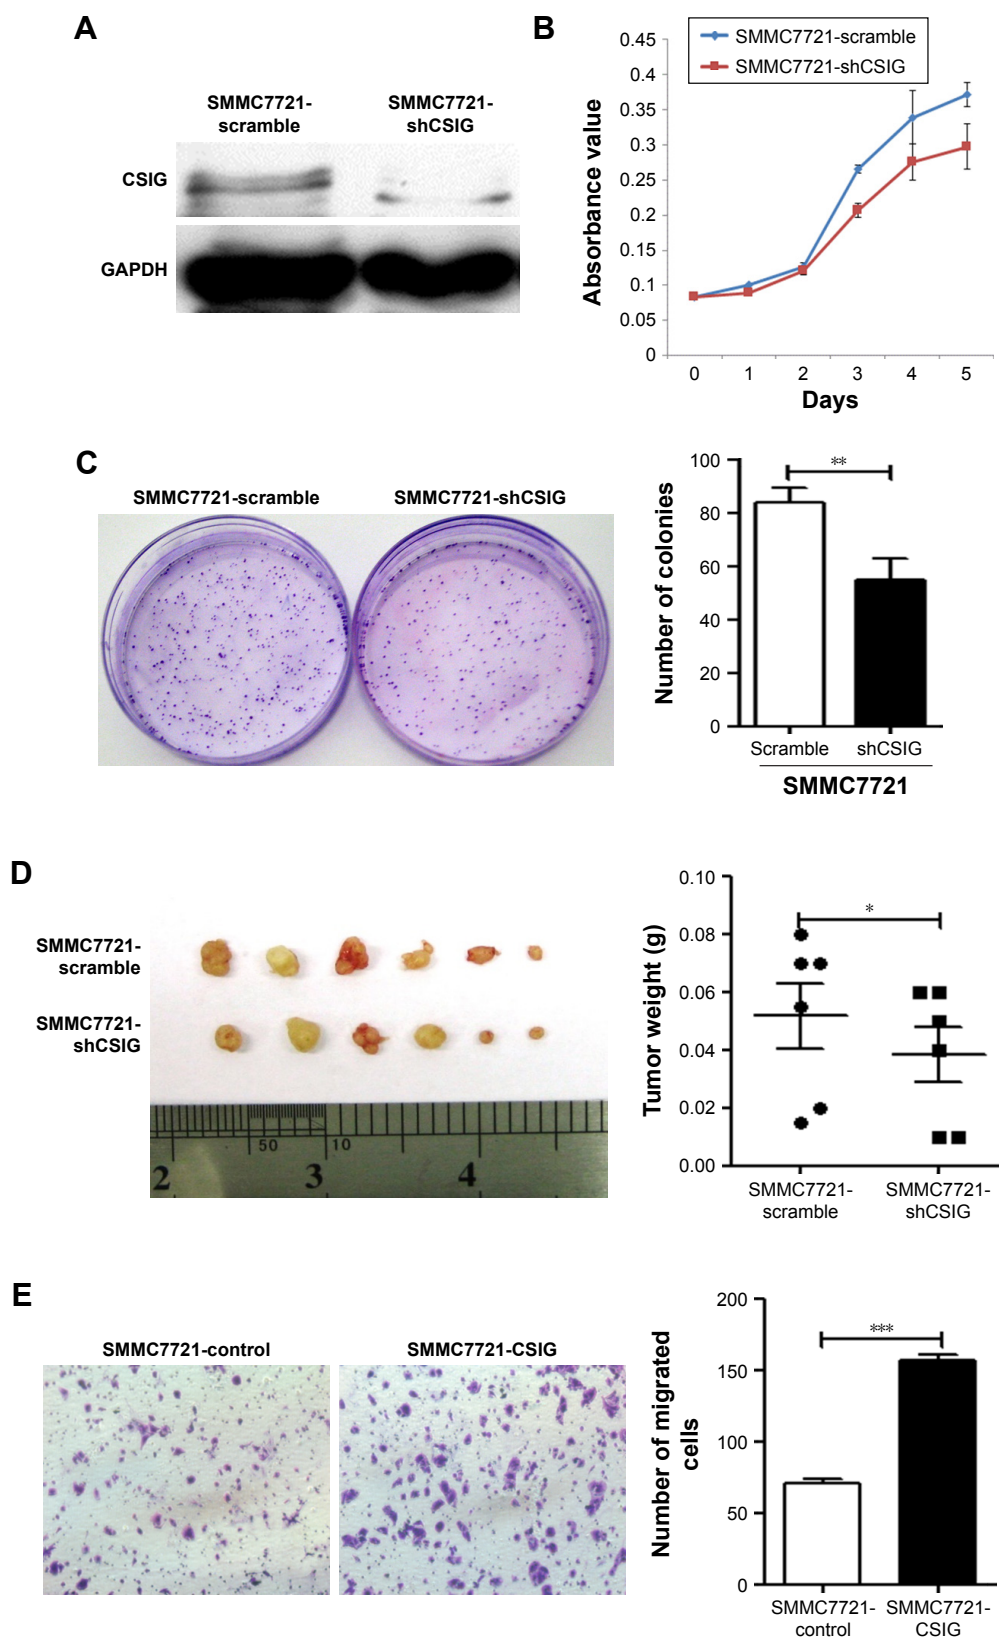 A
SMMC7721-
scramble
SMMC7721-
shCSIG
CSIG
GAPDH
B
SMMC7721-scramble
SMMC7721-shCSIG
Absorbance value
0.45
0.4
0.35
0.3
0.25
0.2
0.15
0.1
0.05
0
0 1 2 3 4 5
Days
C
SMMC7721-scramble
SMMC7721-shCSIG
Number of colonies
100
80
60
40
20
0
**
Scramble
shCSIG
SMMC7721
D
SMMC7721-
scramble
SMMC7721-
shCSIG
50
10
2
3
4
Tumor weight (g)
0.10
0.08
0.06
0.04
0.02
0.00
*
SMMC7721-
scramble
SMMC7721-
shCSIG
E
SMMC7721-control
SMMC7721-CSIG
Number of migrated
cells
200
150
100
50
0
***
SMMC7721-
control
SMMC7721-
CSIG